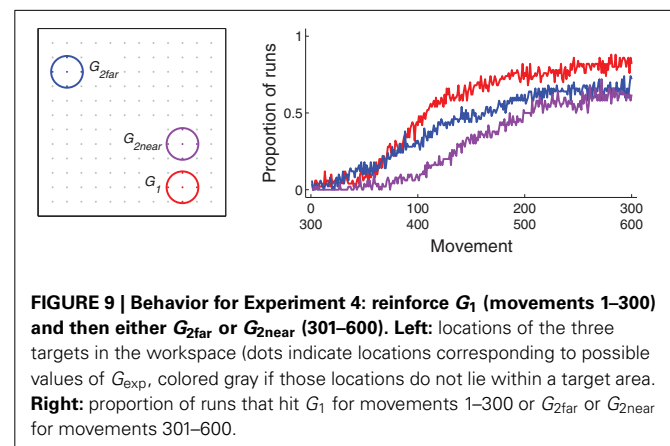 G2far
G2near
G1
Proportion of runs
1
0.5
0
0 100 200 300
300 400 500 600
Movement
FIGURE 9 | Behavior for Experiment 4: reinforce G1 (movements 1–300)
and then either G2far or G2near (301–600). Left: locations of the three
targets in the workspace (dots indicate locations corresponding to possible
values of Gexp, colored gray if those locations do not lie within a target area.
Right: proportion of runs that hit G1 for movements 1–300 or G2far or G2near
for movements 301–600.